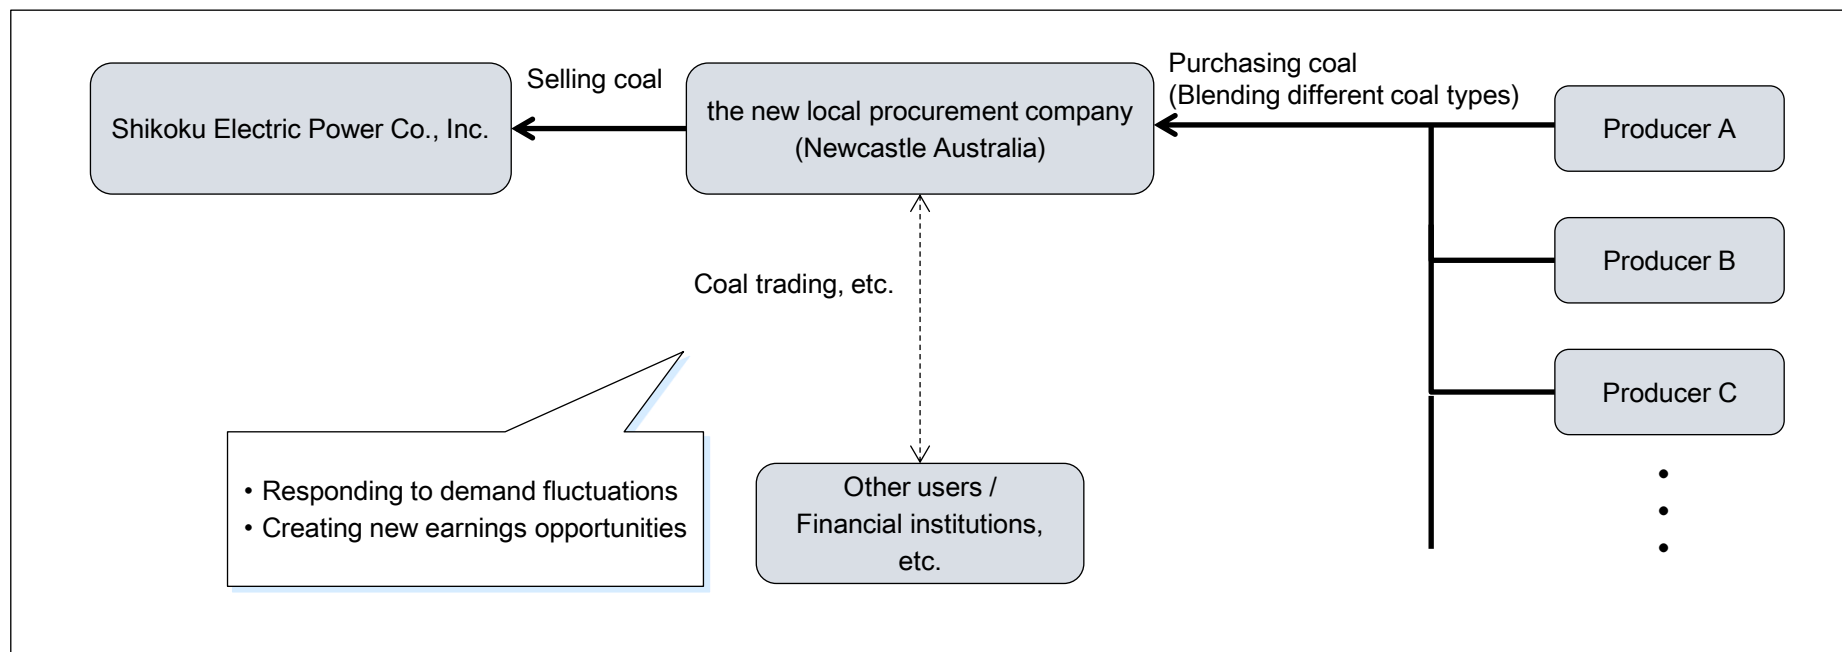 Shikoku Electric Power Co., Inc.
Selling coal
the new local procurement company
(Newcastle Australia)
Purchasing coal
(Blending different coal types)
Producer A
Producer B
Producer C
Coal trading, etc.
• Responding to demand fluctuations
• Creating new earnings opportunities
Other users /
Financial institutions,
etc.